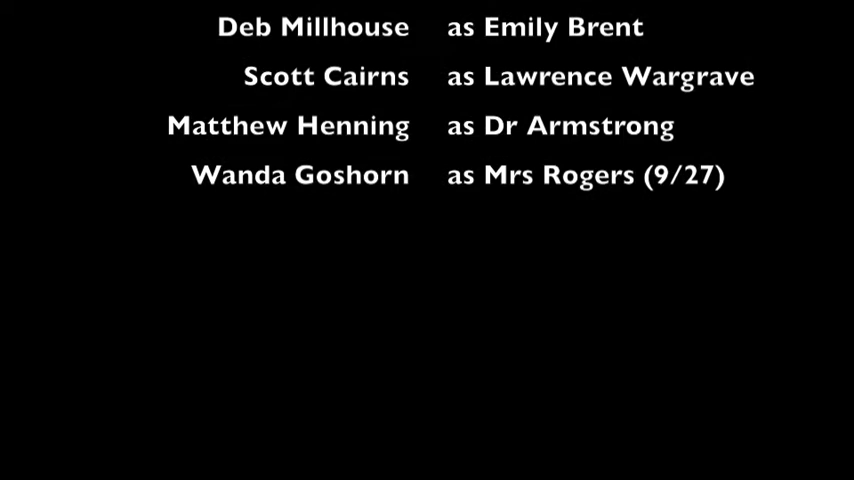 Deb Millhouse as Emily Brent
Scott Cairns as Lawrence Wargrave
Matthew Henning as Dr Armstrong
Wanda Goshorn as Mrs Rogers (9/27)